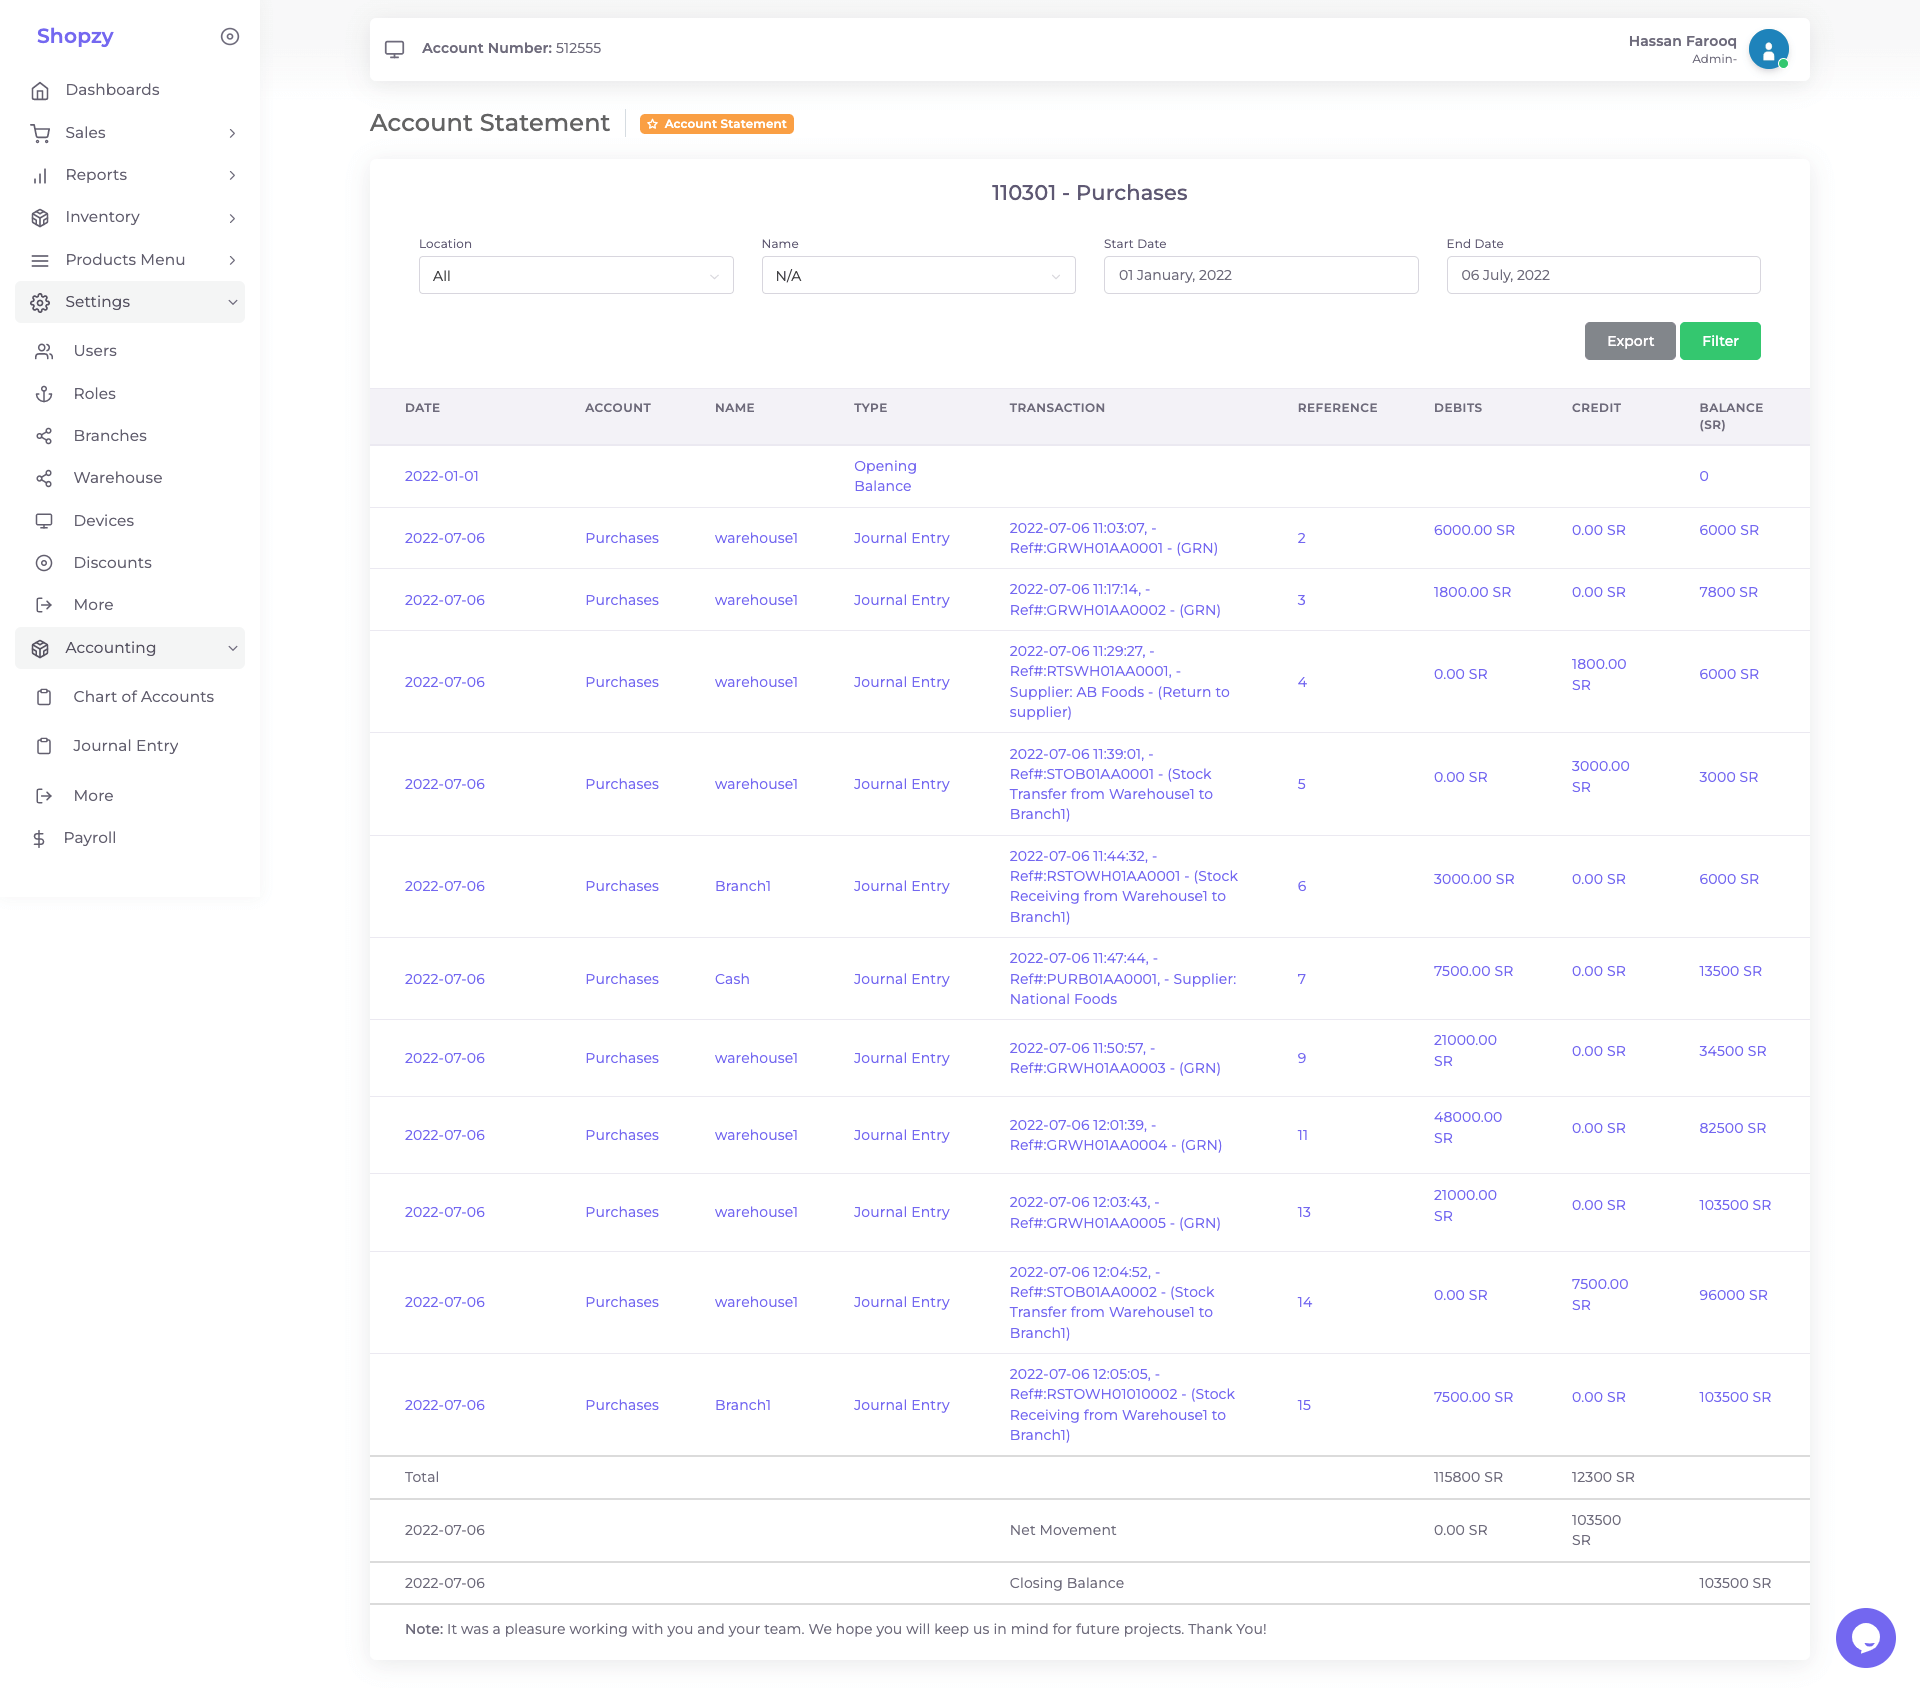 Shopzy
Dashboards
Sales
Reports
Inventory
Products Menu
Settings
Users
Roles
Branches
Warehouse
Devices
Discounts
More
Accounting
Chart of Accounts
Journal Entry
More
Payroll
Account Number: 512555
Hassan Farooq
Admin-
Account Statement
Account Statement
110301 - Purchases
Location Name Start Date End Date
All N/A 01 January, 2022 06 July, 2022
Export Filter
DATE ACCOUNT NAME TYPE TRANSACTION REFERENCE DEBITS CREDIT BALANCE
(SR)
2022-01-01 Opening 0
Balance
2022-07-06 Purchases warehouse1 Journal Entry 2022-07-06 11:03:07, - 2 6000.00 SR 0.00 SR 6000 SR
Ref#:GRWH01AA0001 - (GRN)
2022-07-06 Purchases warehouse1 Journal Entry 2022-07-06 11:17:14, - 3 1800.00 SR 0.00 SR 7800 SR
Ref#:GRWH01AA0002 - (GRN)
2022-07-06 Purchases warehouse1 Journal Entry 2022-07-06 11:29:27, - 4 0.00 SR 1800.00 6000 SR
Ref#:RTSWH01AA0001, - SR
Supplier: AB Foods - (Return to
supplier)
2022-07-06 Purchases warehouse1 Journal Entry 2022-07-06 11:39:01, - 5 0.00 SR 3000.00 3000 SR
Ref#:STOB01AA0001 - (Stock SR
Transfer from Warehouse1 to
Branch1)
2022-07-06 Purchases Branch1 Journal Entry 2022-07-06 11:44:32, - 6 3000.00 SR 0.00 SR 6000 SR
Ref#:RSTOWH01AA0001 - (Stock
Receiving from Warehouse1 to
Branch1)
2022-07-06 Purchases Cash Journal Entry 2022-07-06 11:47:44, - 7 7500.00 SR 0.00 SR 13500 SR
Ref#:PURB01AA0001, - Supplier:
National Foods
2022-07-06 Purchases warehouse1 Journal Entry 2022-07-06 11:50:57, - 9 21000.00 0.00 SR 34500 SR
Ref#:GRWH01AA0003 - (GRN) SR
2022-07-06 Purchases warehouse1 Journal Entry 2022-07-06 12:01:39, - 11 48000.00 0.00 SR 82500 SR
Ref#:GRWH01AA0004 - (GRN) SR
2022-07-06 Purchases warehouse1 Journal Entry 2022-07-06 12:03:43, - 13 21000.00 0.00 SR 103500 SR
Ref#:GRWH01AA0005 - (GRN) SR
2022-07-06 Purchases warehouse1 Journal Entry 2022-07-06 12:04:52, - 14 0.00 SR 7500.00 96000 SR
Ref#:STOB01AA0002 - (Stock SR
Transfer from Warehouse1 to
Branch1)
2022-07-06 Purchases Branch1 Journal Entry 2022-07-06 12:05:05, - 15 7500.00 SR 0.00 SR 103500 SR
Ref#:RSTOWH01010002 - (Stock
Receiving from Warehouse1 to
Branch1)
Total 115800 SR 12300 SR
2022-07-06 Net Movement 0.00 SR 103500
SR
2022-07-06 Closing Balance 103500 SR
Note: It was a pleasure working with you and your team. We hope you will keep us in mind for future projects. Thank You!